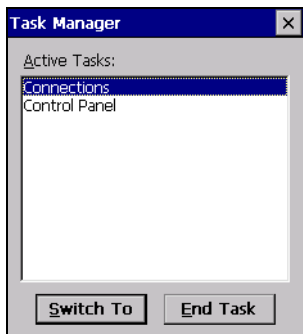 Task Manager
Active Tasks:
Connections
Control Panel
Switch To End Task